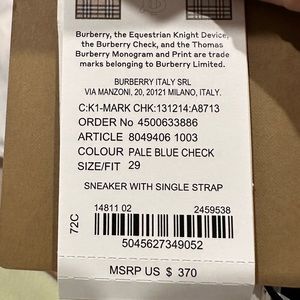 Burberry, the Equestrian Knight Device,
the Burberry Check, and the Thomas
Burberry Monogram and Print are trade
marks belonging to Burberry Limited.
BURBERRY ITALY SRL
VIA MANZONI, 20, 20121 MILANO, ITALY.
C:K1-MARK CHK:131214:A8713
ORDER No 4500633886
ARTICLE 8049406 1003
COLOUR PALE BLUE CHECK
SIZE/FIT 29
SNEAKER WITH SINGLE STRAP
72C
14811 02 2459538
5045627349052
MSRP US $ 370